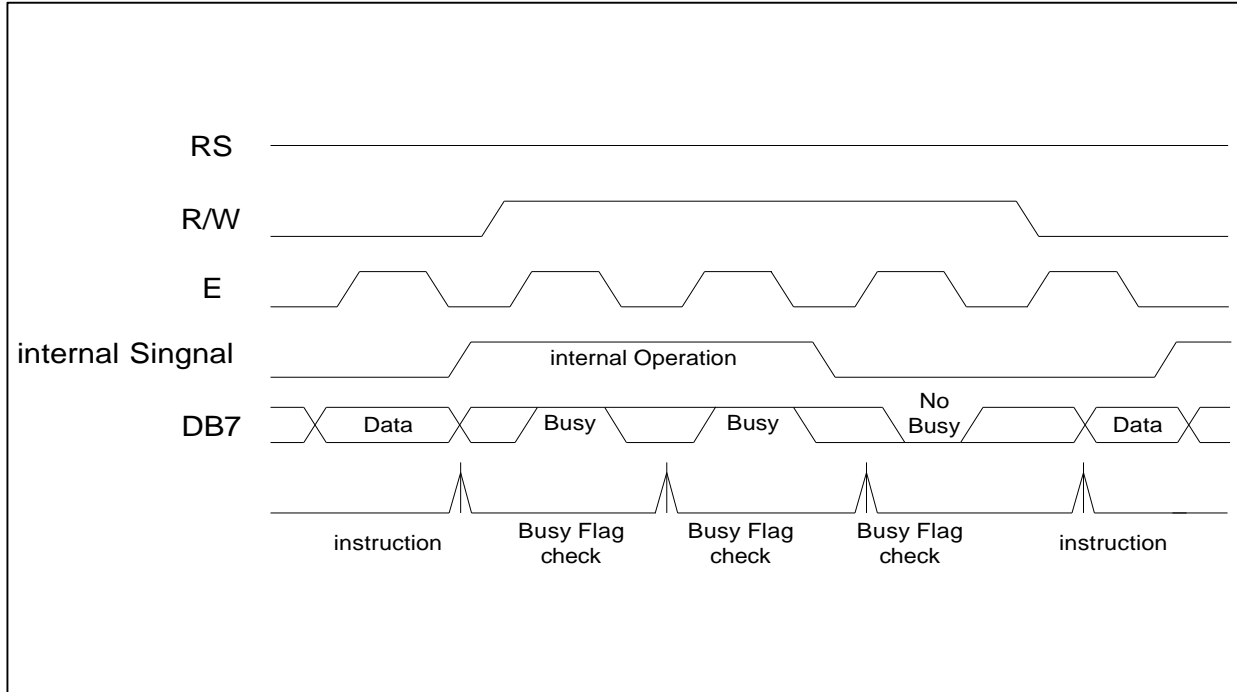 RS
R/W
E
internal Singnal
internal Operation
DB7
Data
Busy
Busy
No
Busy
Data
instruction
Busy Flag
check
Busy Flag
check
Busy Flag
check
instruction